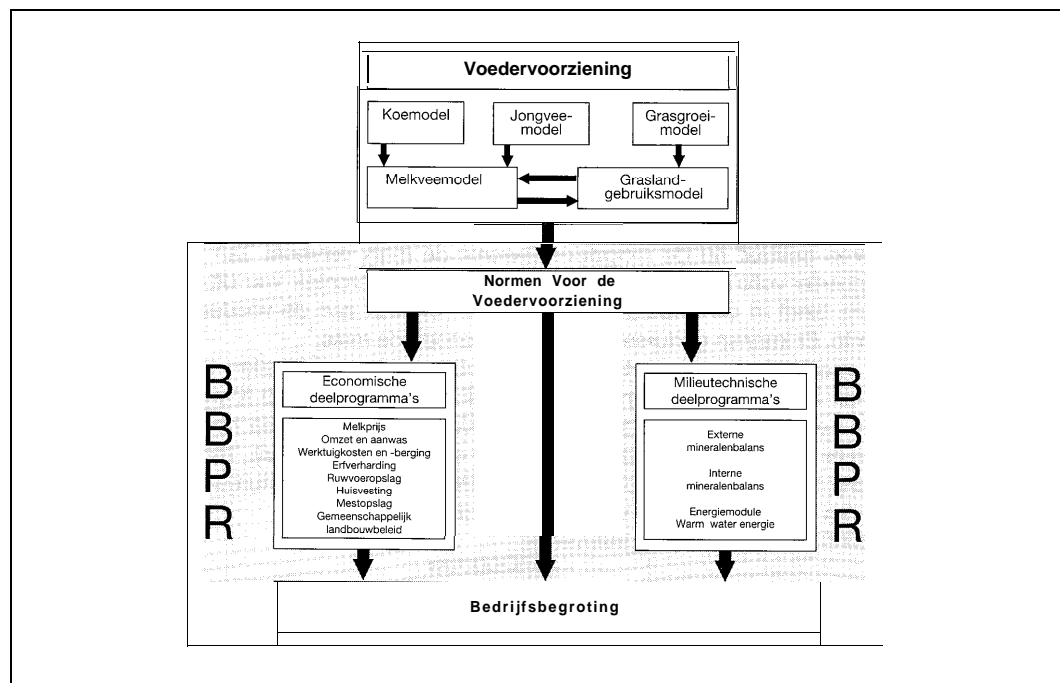 Voedervoorziening
Koemodel
Jongvee-
model
Grasgroei-
model
Melkveemodel
Grasland-
gebruiksmodel
Normen Voor de
Voedervoorziening
B
B
P
R
Economische
deelprogramma's
Melkprijs
Omzet en aanwas
Werktuigkosten en -berging
Erfverharding
Ruwvoeropslag
Huisvesting
Mestopslag
Gemeenschappelijk
landbouwbeleid
Milieutechnische
deelprogramma's
Externe
mineralenbalans
Interne
mineralenbalans
Energiemodule
Warm water energie
B
B
P
R
Bedrijfsbegroting